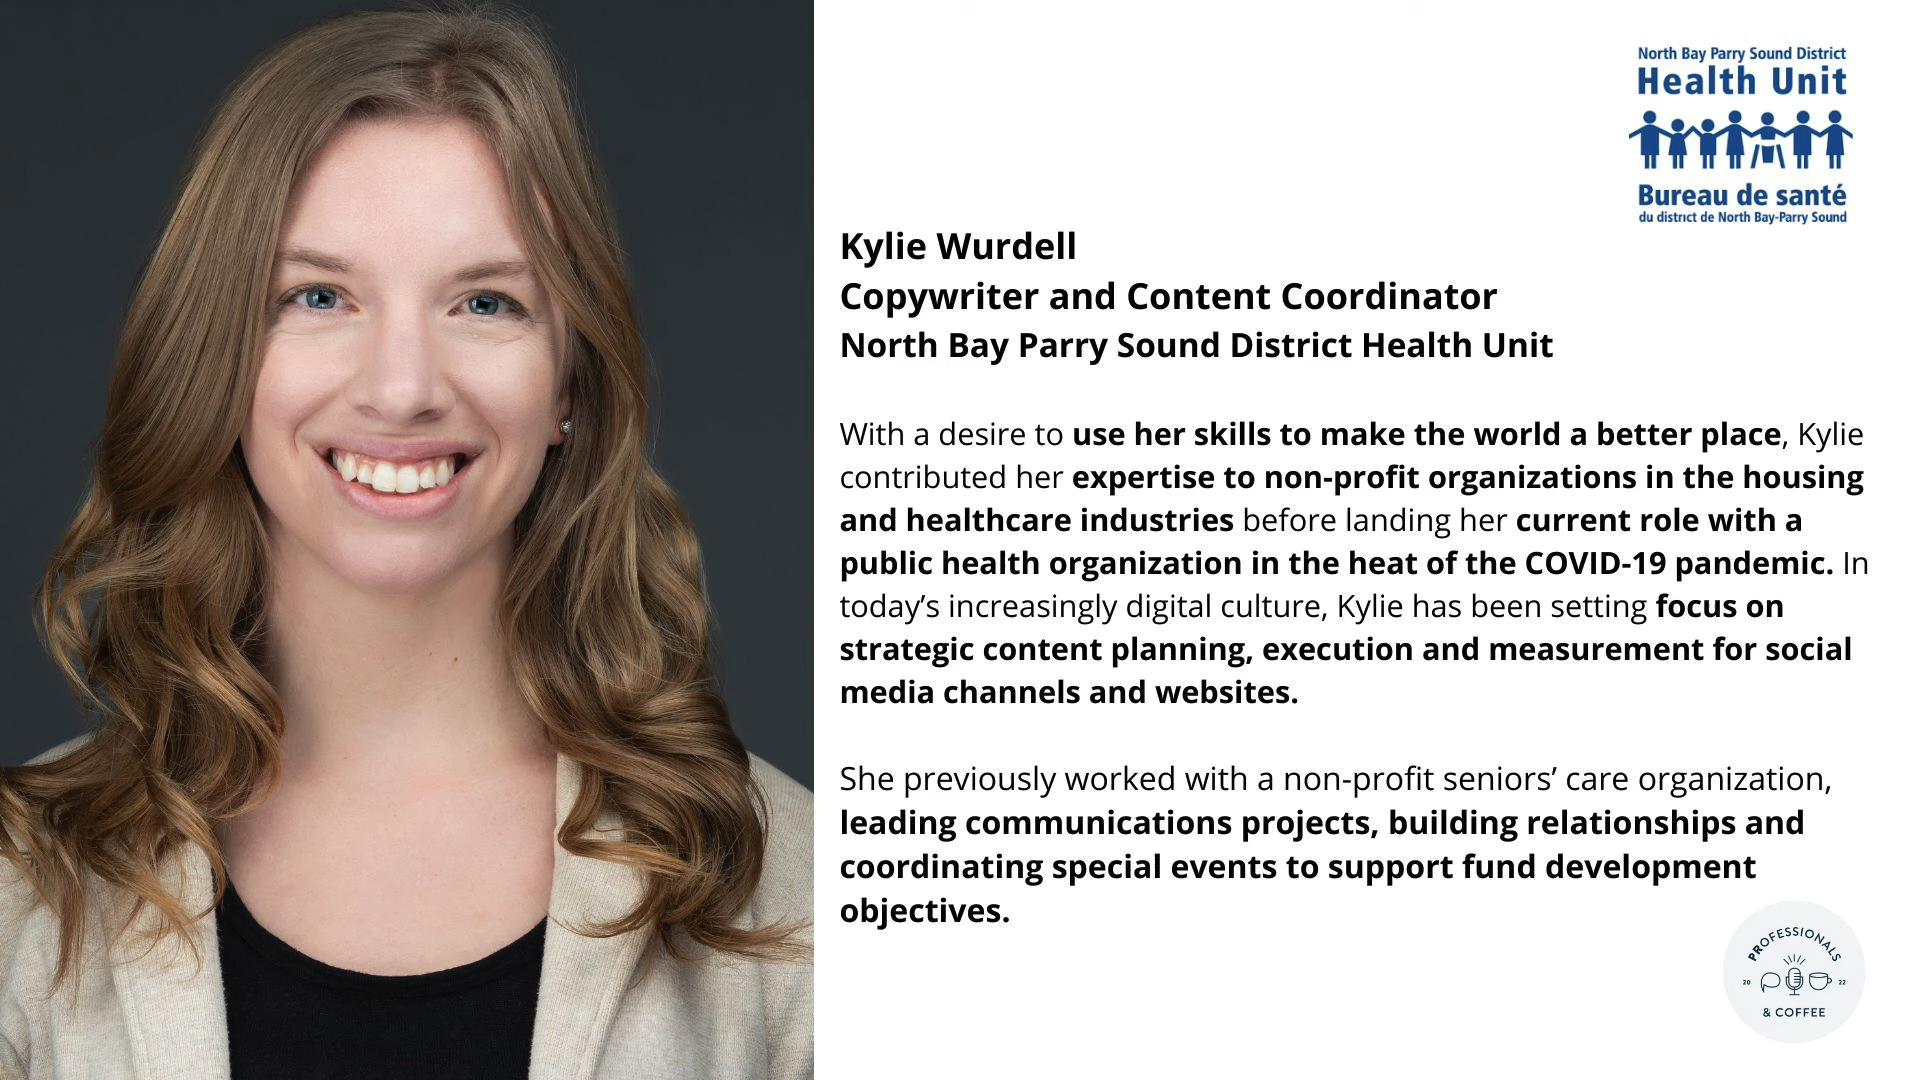 North Bay Parry Sound District
Health Unit
Bureau de santé
du district de North Bay-Parry Sound
Kylie Wurdell
Copywriter and Content Coordinator
North Bay Parry Sound District Health Unit
With a desire to use her skills to make the world a better place, Kylie
contributed her expertise to non-profit organizations in the housing
and healthcare industries before landing her current role with a
public health organization in the heat of the COVID-19 pandemic. In
today’s increasingly digital culture, Kylie has been setting focus on
strategic content planning, execution and measurement for social
media channels and websites.
She previously worked with a non-profit seniors’ care organization,
leading communications projects, building relationships and
coordinating special events to support fund development
objectives.
PROFESSIONALS
20 22
& COFFEE